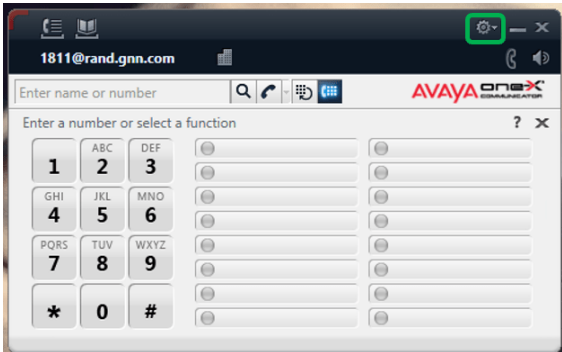 1811@rand.gnn.com
Enter name or number
AVAYA one-X
COMMUNICATOR
Enter a number or select a function
?
1
ABC
2
DEF
3
GHI
4
JKL
5
MNO
6
PQRS
7
TUV
8
WXYZ
9
*
0
#